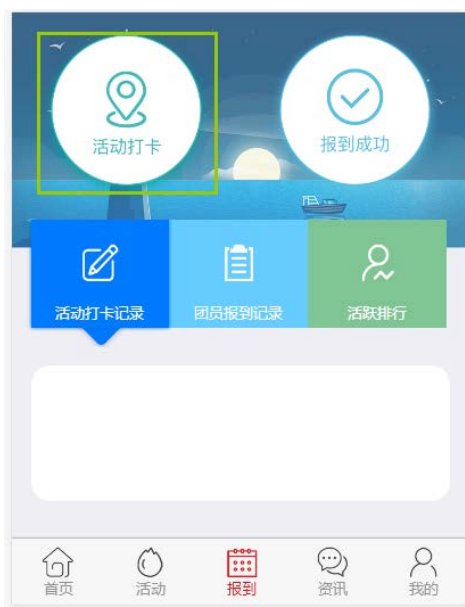 活动打卡
报到成功
活动打卡记录
团员报到记录
活跃排行
首页
活动
报到
资讯
我的